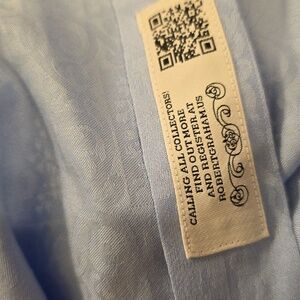 CALLING ALL COLLECTORS!
FIND OUT MORE
AND REGISTER AT
ROBERTGRAHAM.US